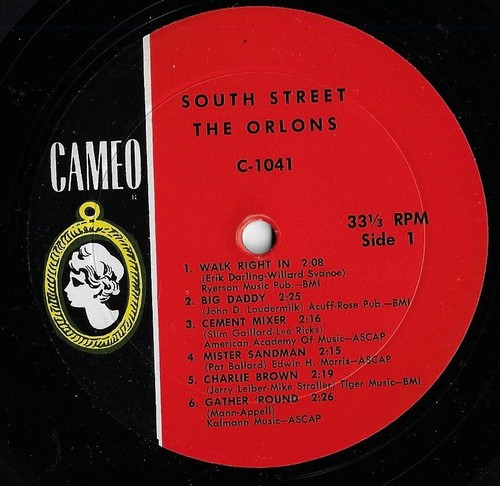 SOUTH STREET
THE ORLONS
C-1041
CAMEO
33⅓ RPM
Side 1
1. WALK RIGHT IN 2:08
(Erik Darling-Willard Svanoe)
Ryerson Music Pub.—BMI
2. BIG DADDY 2:25
(John D. Loudermilk) Acuff-Rose Pub.—BMI
3. CEMENT MIXER 2:16
(Slim Gaillard-Lee Ricks)
American Academy Of Music—ASCAP
4. MISTER SANDMAN 2:15
(Pat Ballard) Edwin H. Morris—ASCAP
5. CHARLIE BROWN 2:19
(Jerry Leiber-Mike Stroller) Tiger Music—BMI
6. GATHER 'ROUND 2:26
(Mann-Appell)
Kalmann Music—ASCAP